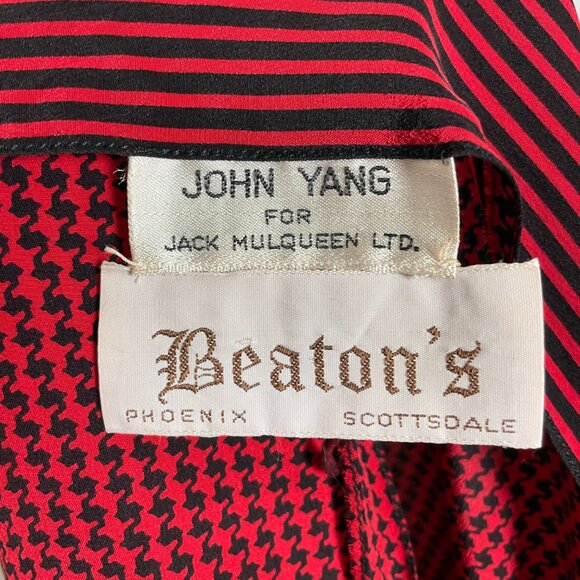 JOHN YANG
FOR
JACK MULQUEEN LTD.
Beaton's
PHOENIX SCOTTSDALE